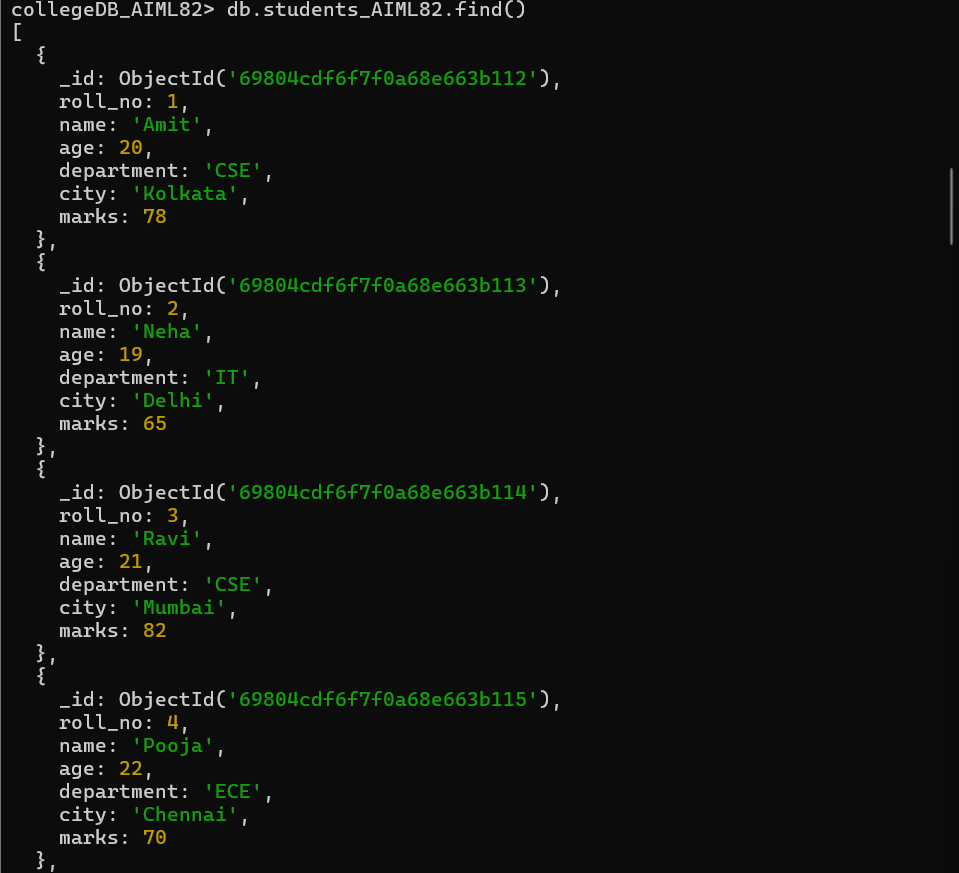 collegeDB_AIML82> db.students_AIML82.find()
[
  {
    _id: ObjectId('69804cdf6f7f0a68e663b112'),
    roll_no: 1,
    name: 'Amit',
    age: 20,
    department: 'CSE',
    city: 'Kolkata',
    marks: 78
  },
  {
    _id: ObjectId('69804cdf6f7f0a68e663b113'),
    roll_no: 2,
    name: 'Neha',
    age: 19,
    department: 'IT',
    city: 'Delhi',
    marks: 65
  },
  {
    _id: ObjectId('69804cdf6f7f0a68e663b114'),
    roll_no: 3,
    name: 'Ravi',
    age: 21,
    department: 'CSE',
    city: 'Mumbai',
    marks: 82
  },
  {
    _id: ObjectId('69804cdf6f7f0a68e663b115'),
    roll_no: 4,
    name: 'Pooja',
    age: 22,
    department: 'ECE',
    city: 'Chennai',
    marks: 70
  },